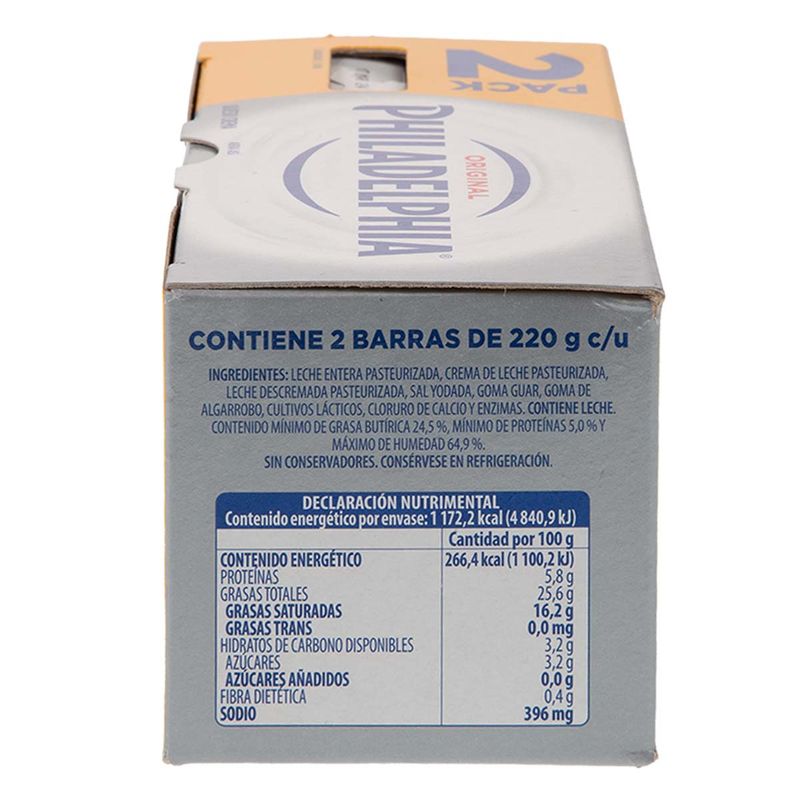 2
PACK
PHILADELPHIA®
ORIGINAL
CONTIENE 2 BARRAS DE 220 g c/u
INGREDIENTES: LECHE ENTERA PASTEURIZADA, CREMA DE LECHE PASTEURIZADA,
LECHE DESCREMADA PASTEURIZADA, SAL YODADA, GOMA GUAR, GOMA DE
ALGARROBO, CULTIVOS LÁCTICOS, CLORURO DE CALCIO Y ENZIMAS. CONTIENE LECHE.
CONTENIDO MÍNIMO DE GRASA BUTÍRICA 24,5 %, MÍNIMO DE PROTEÍNAS 5,0 % Y
MÁXIMO DE HUMEDAD 64,9 %.
SIN CONSERVADORES. CONSÉRVESE EN REFRIGERACIÓN.
DECLARACIÓN NUTRIMENTAL
Contenido energético por envase: 1 172,2 kcal (4 840,9 kJ)
Cantidad por 100 g
CONTENIDO ENERGÉTICO 266,4 kcal (1 100,2 kJ)
PROTEÍNAS 5,8 g
GRASAS TOTALES 25,6 g
GRASAS SATURADAS 16,2 g
GRASAS TRANS 0,0 mg
HIDRATOS DE CARBONO DISPONIBLES 3,2 g
AZÚCARES 3,2 g
AZÚCARES AÑADIDOS 0,0 g
FIBRA DIETÉTICA 0,4 g
SODIO 396 mg